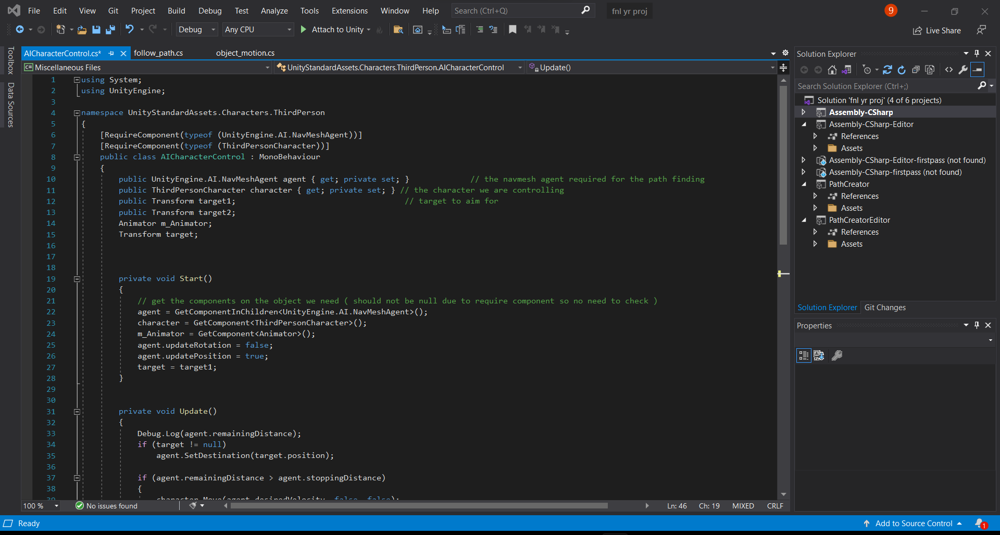 File Edit View Git Project Build Debug Test Analyze Tools Extensions Window Help Search (Ctrl+Q) fnl yr proj 9
Debug Any CPU Attach to Unity Live Share
Toolbox
Data Sources
AICharacterControl.cs* follow_path.cs object_motion.cs
C# Miscellaneous Files UnityStandardAssets.Characters.ThirdPerson.AICharacterControl Update()
1 using System;
2 using UnityEngine;
3
4 namespace UnityStandardAssets.Characters.ThirdPerson
5 {
6 [RequireComponent(typeof (UnityEngine.AI.NavMeshAgent))]
7 [RequireComponent(typeof (ThirdPersonCharacter))]
8 public class AICharacterControl : MonoBehaviour
9 {
10 public UnityEngine.AI.NavMeshAgent agent { get; private set; } // the navmesh agent required for the path finding
11 public ThirdPersonCharacter character { get; private set; } // the character we are controlling
12 public Transform target1; // target to aim for
13 public Transform target2;
14 Animator m_Animator;
15 Transform target;
16
17
18
19 private void Start()
20 {
21 // get the components on the object we need ( should not be null due to require component so no need to check )
22 agent = GetComponentInChildren<UnityEngine.AI.NavMeshAgent>();
23 character = GetComponent<ThirdPersonCharacter>();
24 m_Animator = GetComponent<Animator>();
25 agent.updateRotation = false;
26 agent.updatePosition = true;
27 target = target1;
28 }
29
30
31 private void Update()
32 {
33 Debug.Log(agent.remainingDistance);
34 if (target != null)
35 agent.SetDestination(target.position);
36
37 if (agent.remainingDistance > agent.stoppingDistance)
38 {
39 character.Move(agent.desiredVelocity, false, false);
100 % No issues found Ln: 46 Ch: 19 MIXED CRLF
Solution Explorer
Search Solution Explorer (Ctrl+;)
Solution 'fnl yr proj' (4 of 6 projects)
Assembly-CSharp
Assembly-CSharp-Editor
References
Assets
Assembly-CSharp-Editor-firstpass (not found)
Assembly-CSharp-firstpass (not found)
PathCreator
References
Assets
PathCreatorEditor
References
Assets
Solution Explorer Git Changes
Properties
Ready Add to Source Control 1